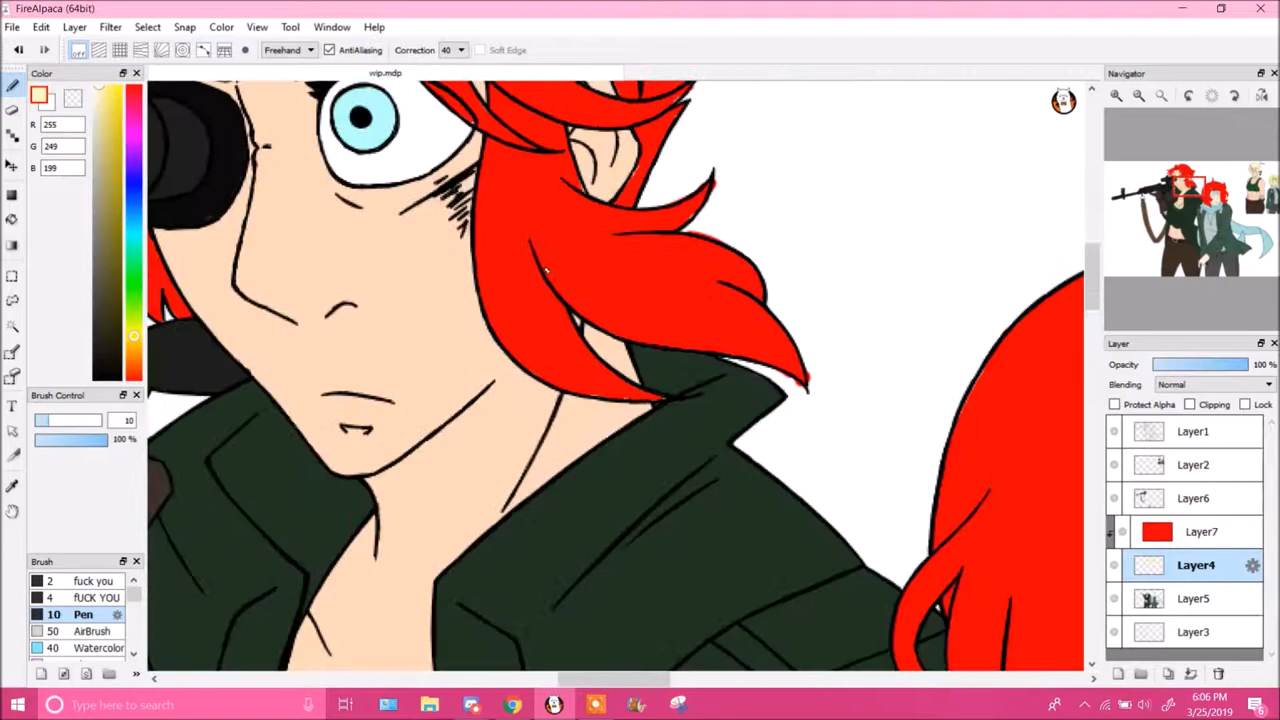 FireAlpaca (64bit)
File Edit Layer Filter Select Snap Color View Tool Window Help
off Freehand AntiAliasing Correction 40 Soft Edge
Color wip.mdp Navigator
R 255
G 249
B 199
Layer
Opacity 100 %
Blending Normal
Protect Alpha Clipping Lock
Brush Control
10
100 %
Layer1
Layer2
Layer6
Layer7
Layer4
Layer5
Layer3
Brush
2 fuck you
4 fUCK YOU
10 Pen
50 AirBrush
40 Watercolor
Type here to search
6:06 PM
3/25/2019
6